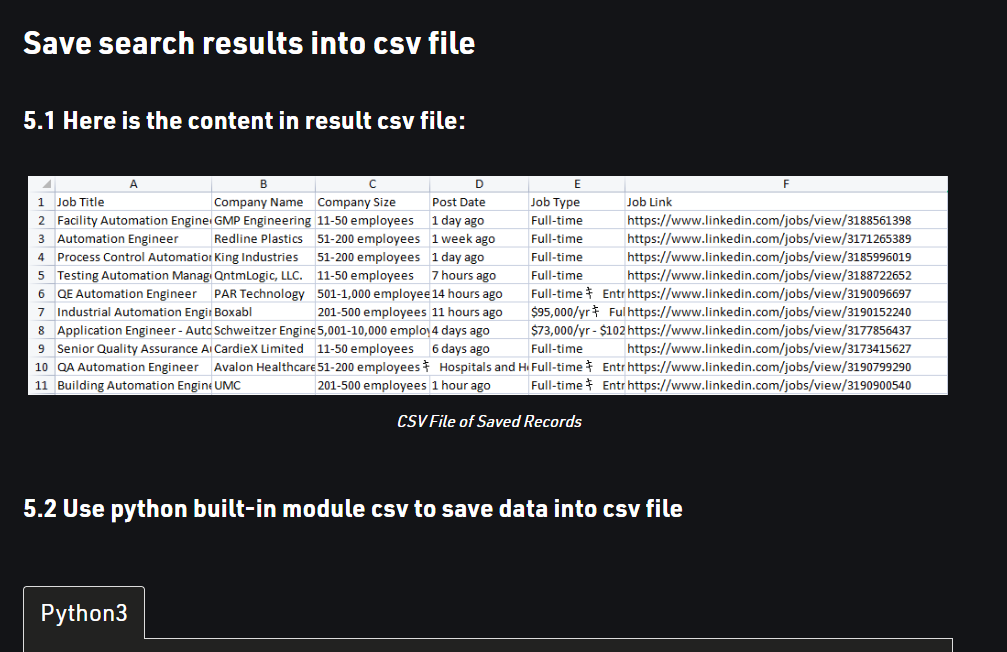 Save search results into csv file
5.1 Here is the content in result csv file:
A B C D E F
1 Job Title Company Name Company Size Post Date Job Type Job Link
2 Facility Automation Engine GMP Engineering 11-50 employees 1 day ago Full-time https://www.linkedin.com/jobs/view/3188561398
3 Automation Engineer Redline Plastics 51-200 employees 1 week ago Full-time https://www.linkedin.com/jobs/view/3171265389
4 Process Control Automation King Industries 51-200 employees 1 day ago Full-time https://www.linkedin.com/jobs/view/3185996019
5 Testing Automation Manag QntmLogic, LLC. 11-50 employees 7 hours ago Full-time https://www.linkedin.com/jobs/view/3188722652
6 QE Automation Engineer PAR Technology 501-1,000 employee 14 hours ago Full-time キ Entr https://www.linkedin.com/jobs/view/3190096697
7 Industrial Automation Engi Boxabl 201-500 employees 11 hours ago $95,000/yr キ Ful https://www.linkedin.com/jobs/view/3190152240
8 Application Engineer - Auto Schweitzer Engine 5,001-10,000 employ 4 days ago $73,000/yr - $102 https://www.linkedin.com/jobs/view/3177856437
9 Senior Quality Assurance A CardieX Limited 11-50 employees 6 days ago Full-time https://www.linkedin.com/jobs/view/3173415627
10 QA Automation Engineer Avalon Healthcare 51-200 employees キ Hospitals and He Full-time キ Entr https://www.linkedin.com/jobs/view/3190799290
11 Building Automation Engine UMC 201-500 employees 1 hour ago Full-time キ Entr https://www.linkedin.com/jobs/view/3190900540
CSV File of Saved Records
5.2 Use python built-in module csv to save data into csv file
Python3